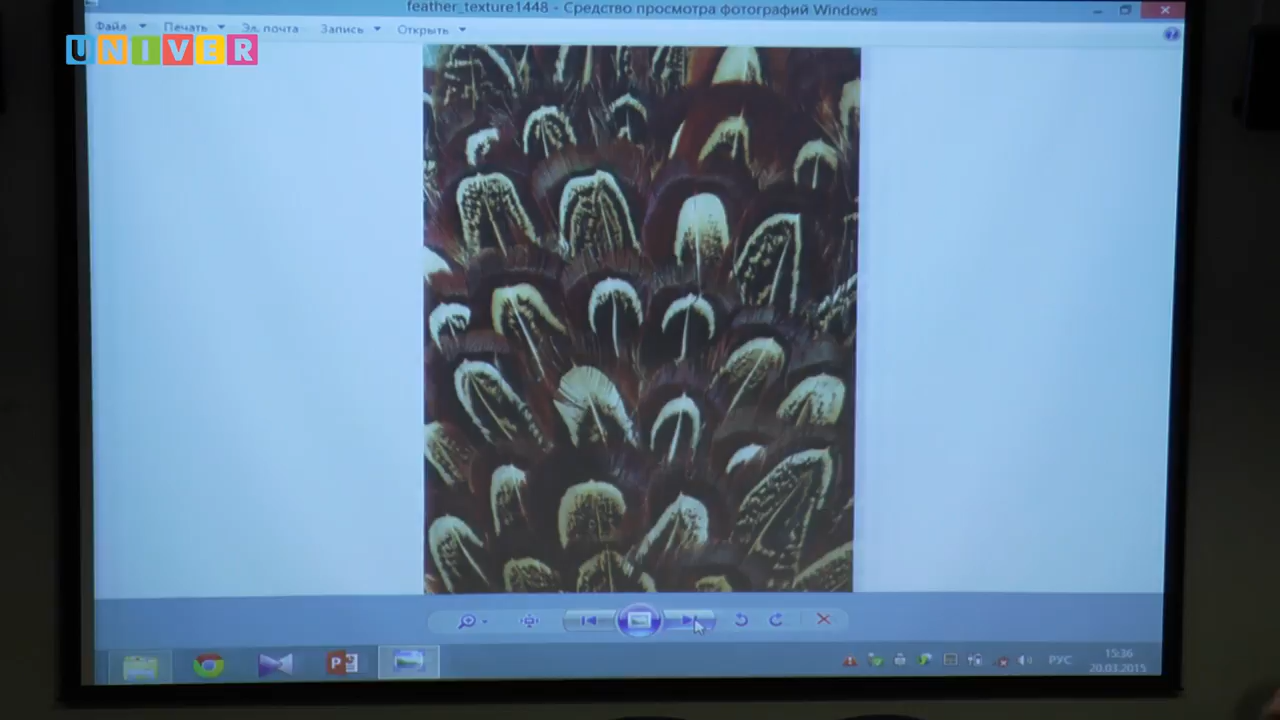 feather_texture1448 - Средство просмотра фотографий Windows
Файл Печать Эл. почта Запись Открыть
UNIVER
РУС
15:36
20.03.2015